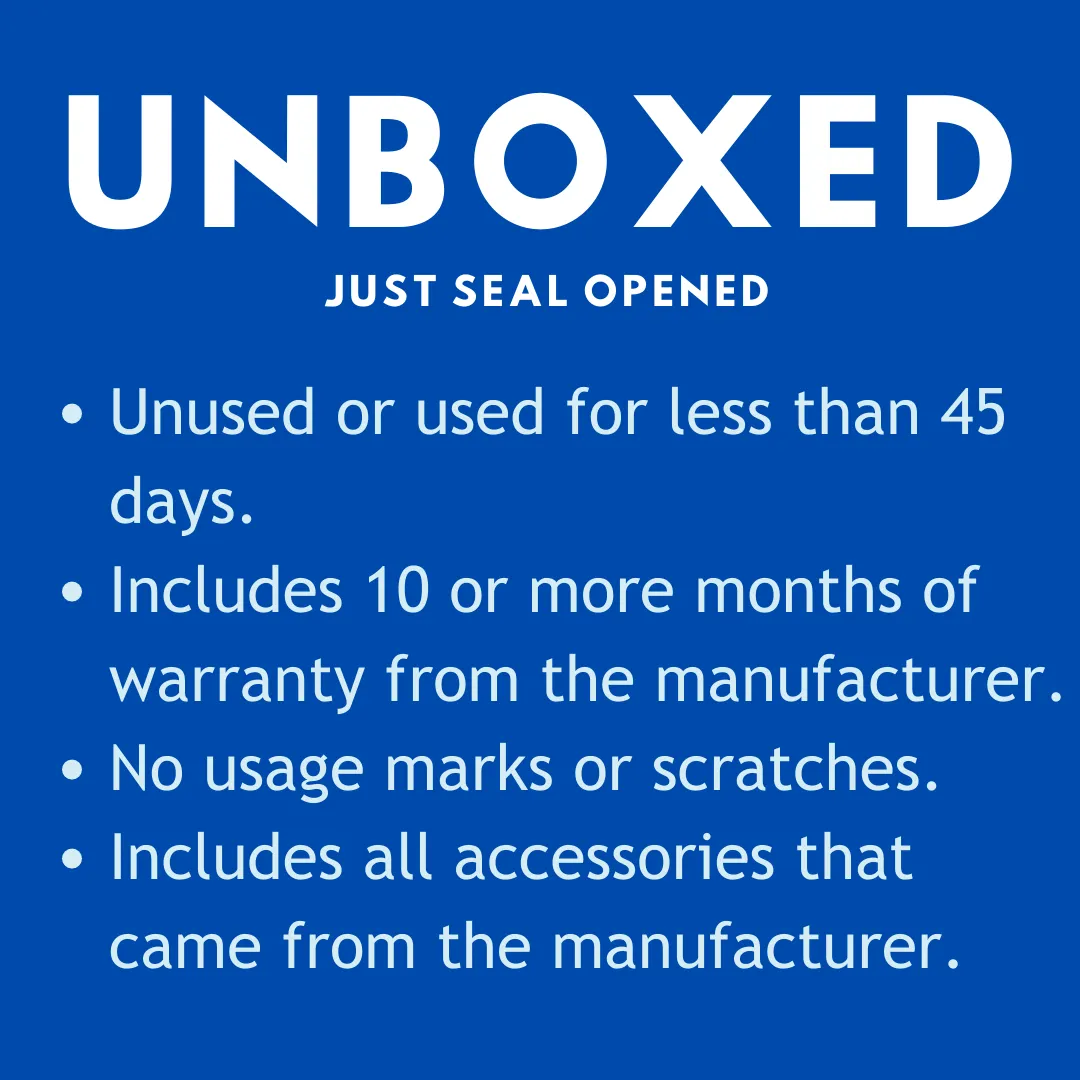 UNBOXED
JUST SEAL OPENED
• Unused or used for less than 45
days.
• Includes 10 or more months of
warranty from the manufacturer.
• No usage marks or scratches.
• Includes all accessories that
came from the manufacturer.